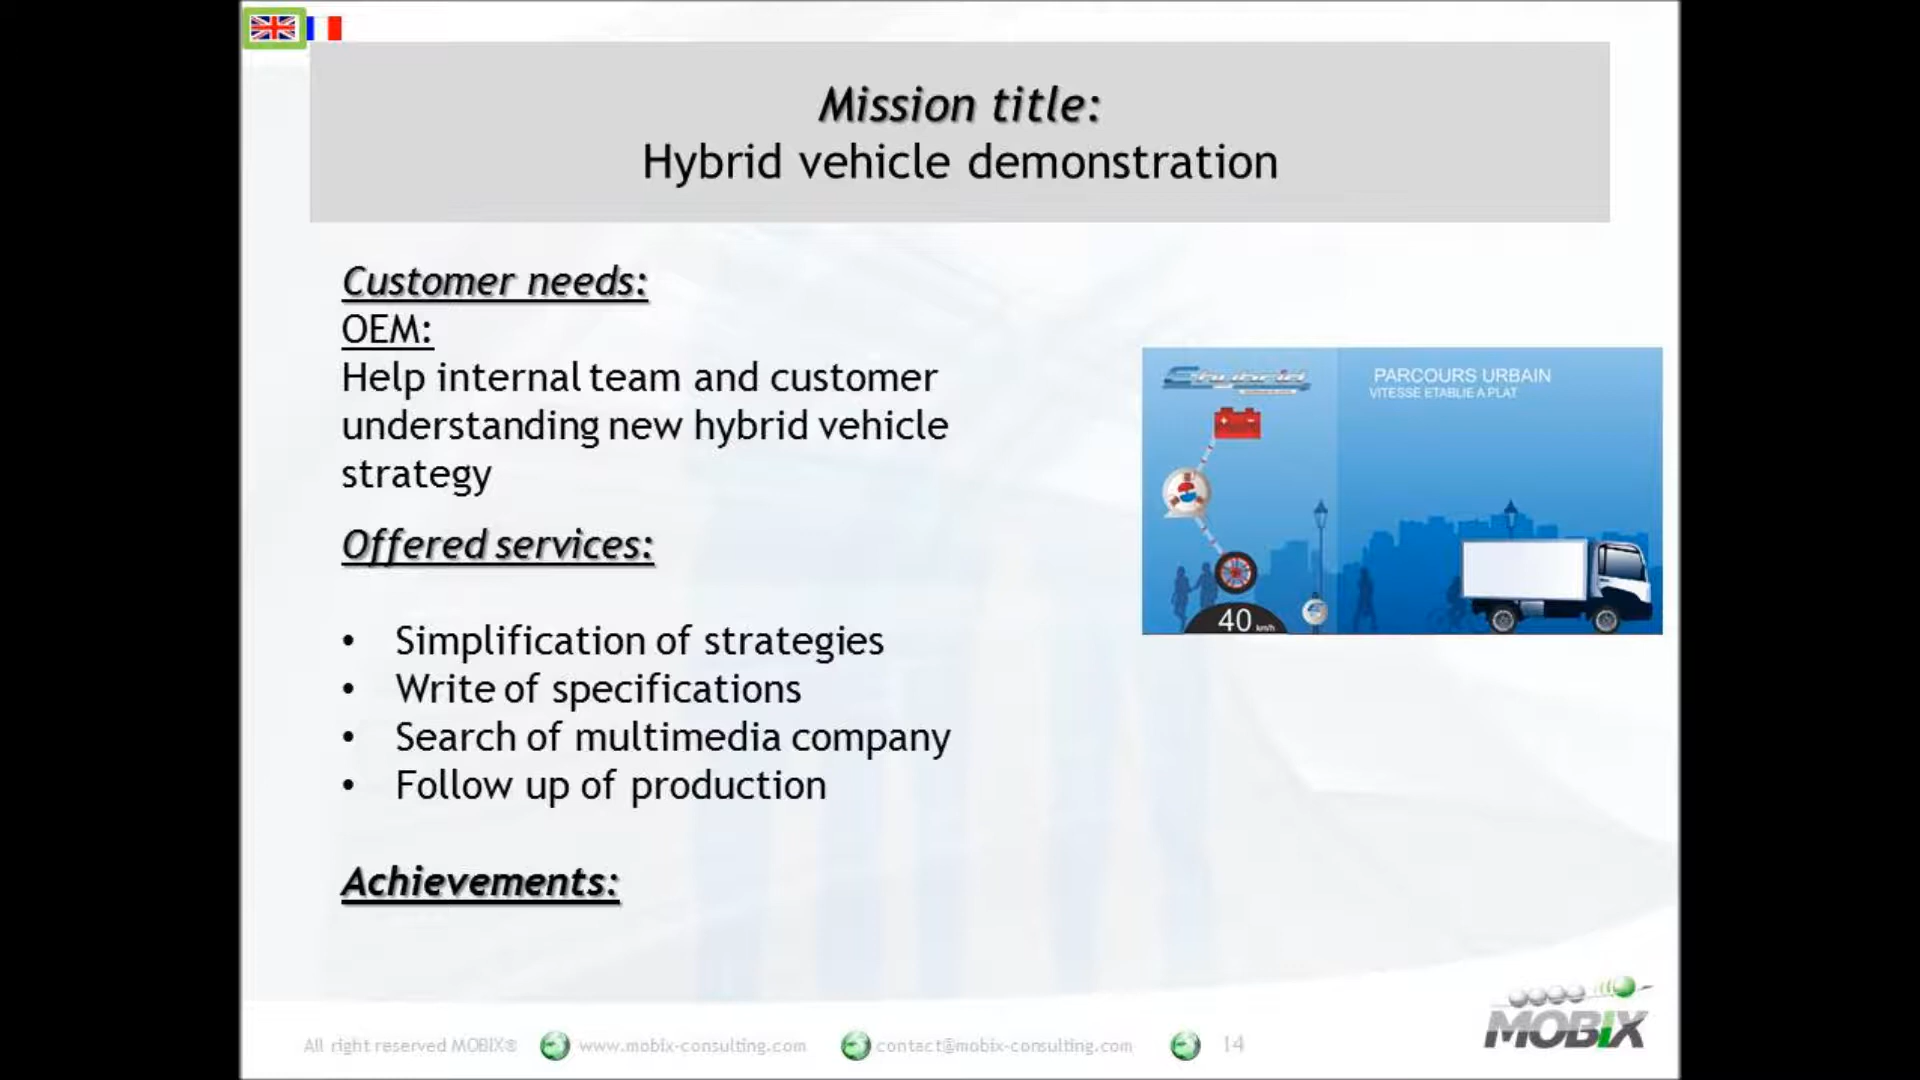 Mission title:
Hybrid vehicle demonstration
Customer needs:
OEM:
Help internal team and customer
understanding new hybrid vehicle
strategy
Offered services:
• Simplification of strategies
• Write of specifications
• Search of multimedia company
• Follow up of production
Achievements:
hybrid
PARCOURS URBAIN
VITESSE ETABLIE A PLAT
40 km/h
All right reserved MOBIX®
www.mobix-consulting.com
contact@mobix-consulting.com
14
MOBIX